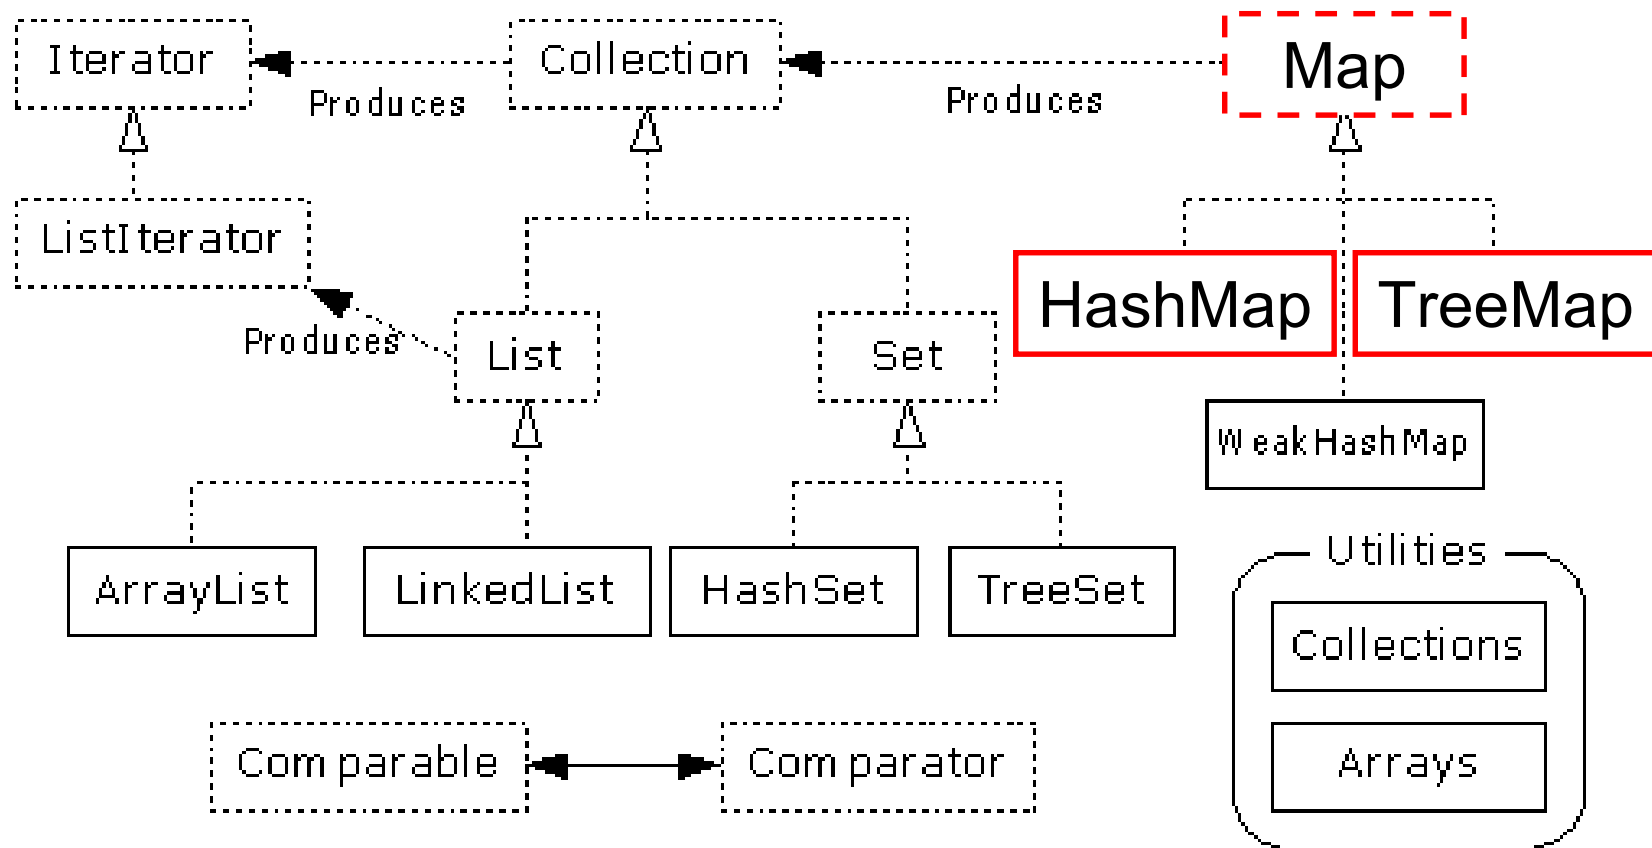 Iterator
Collection
Map
Produces
Produces
ListIterator
HashMap
TreeMap
Produces
List
Set
WeakHashMap
Utilities
ArrayList
LinkedList
HashSet
TreeSet
Collections
Comparable
Comparator
Arrays